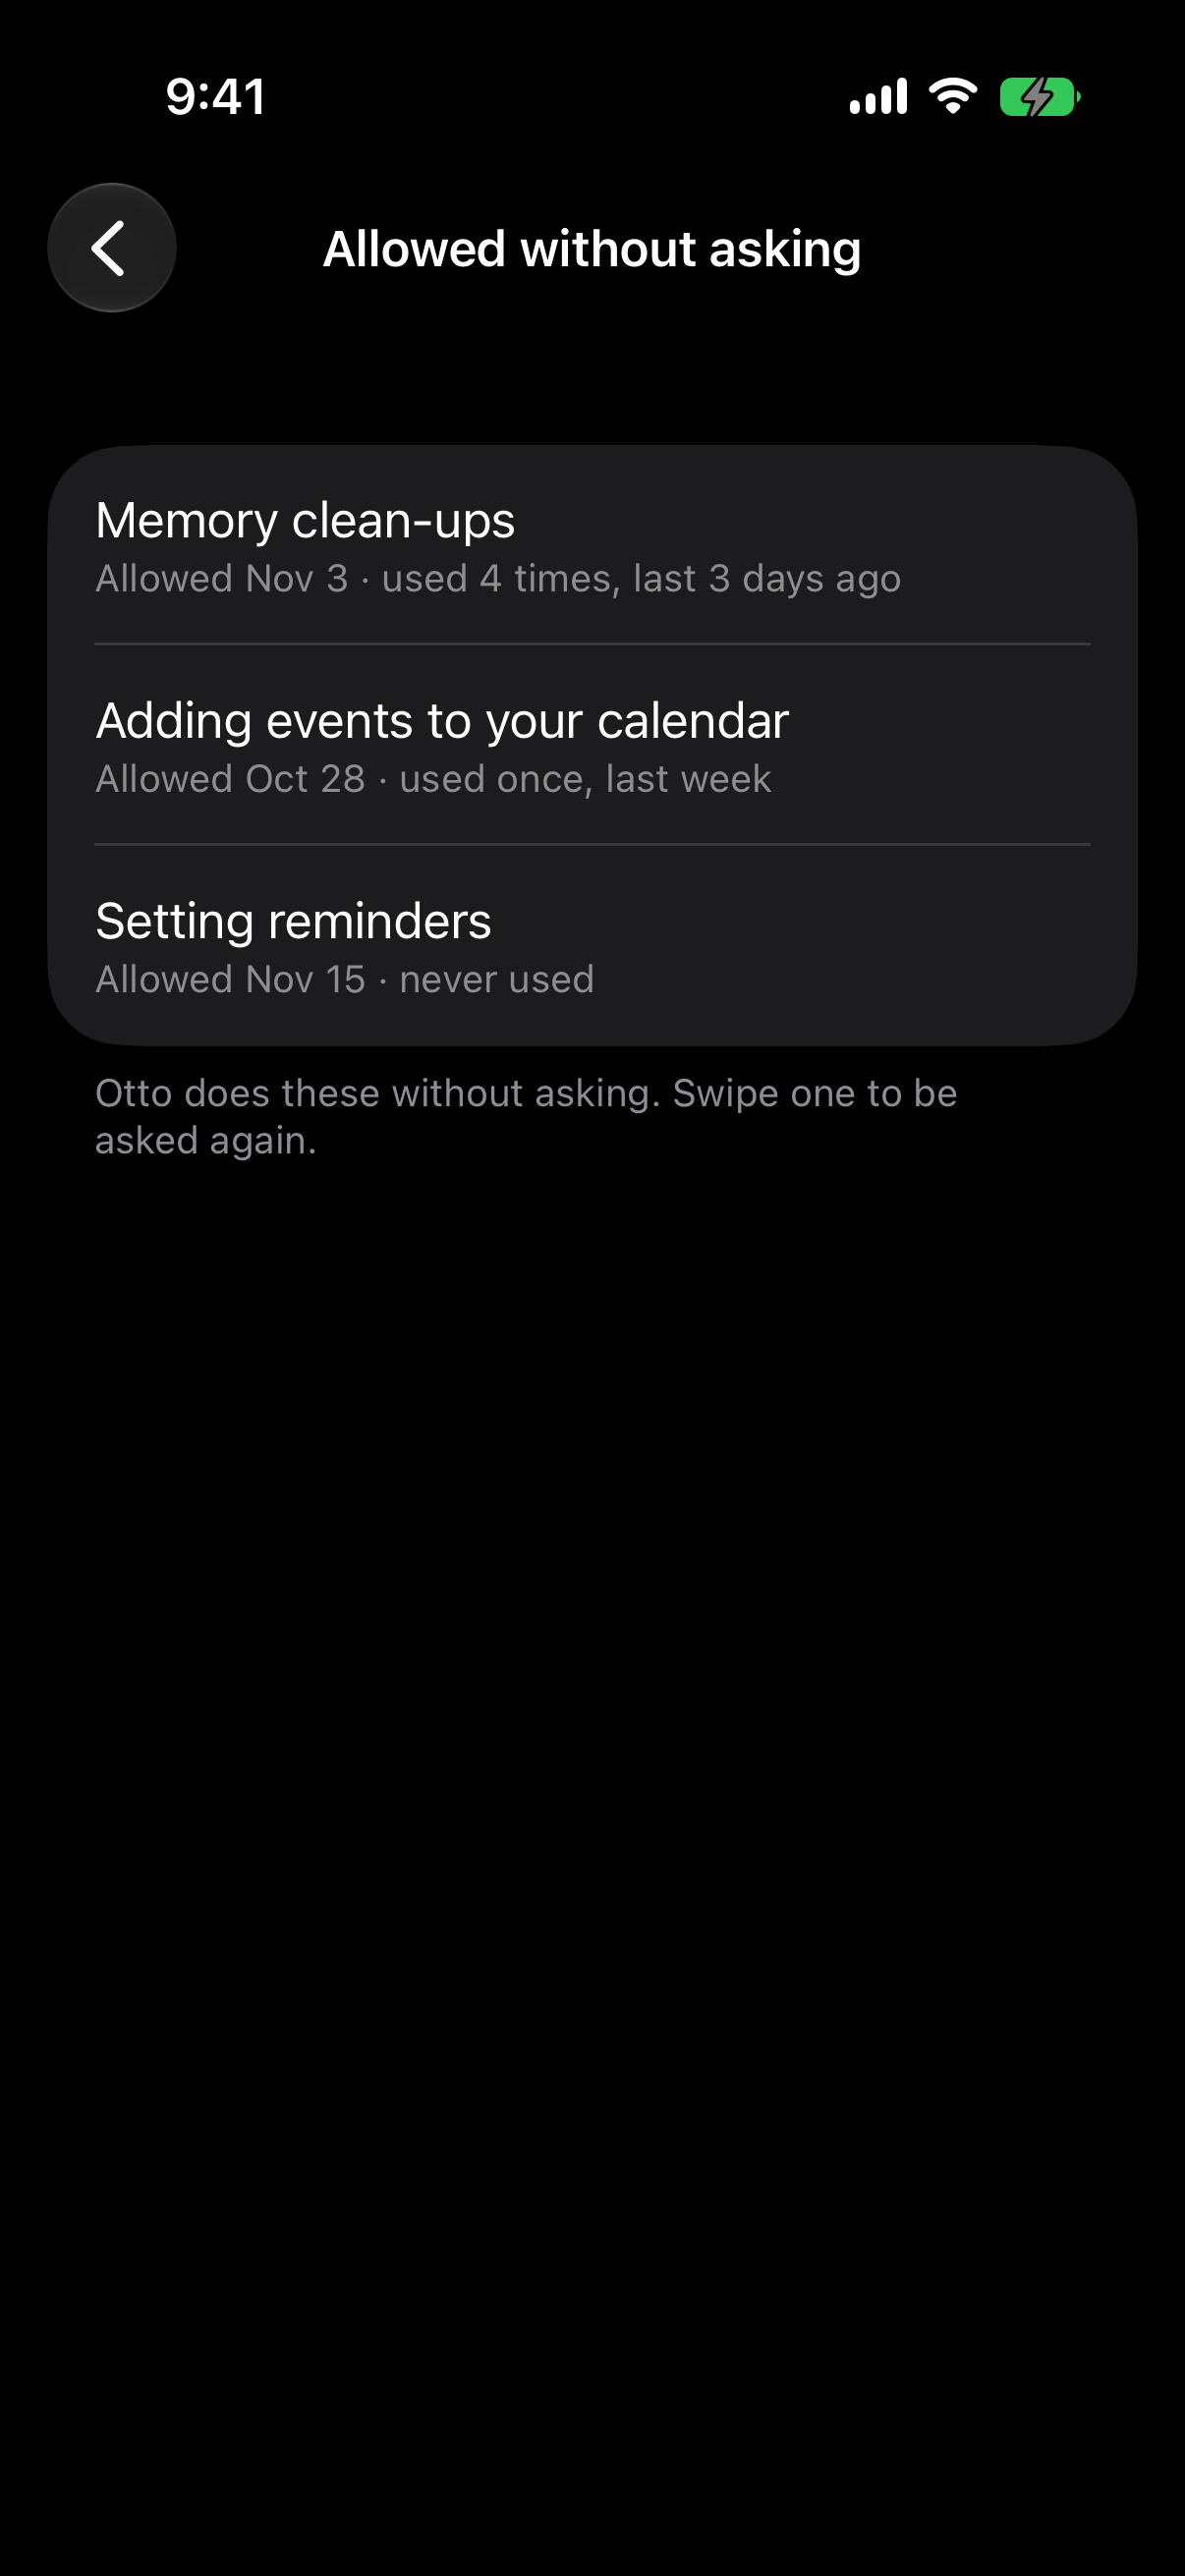 9:41
Allowed without asking
Memory clean-ups
Allowed Nov 3 · used 4 times, last 3 days ago
Adding events to your calendar
Allowed Oct 28 · used once, last week
Setting reminders
Allowed Nov 15 · never used
Otto does these without asking. Swipe one to be
asked again.